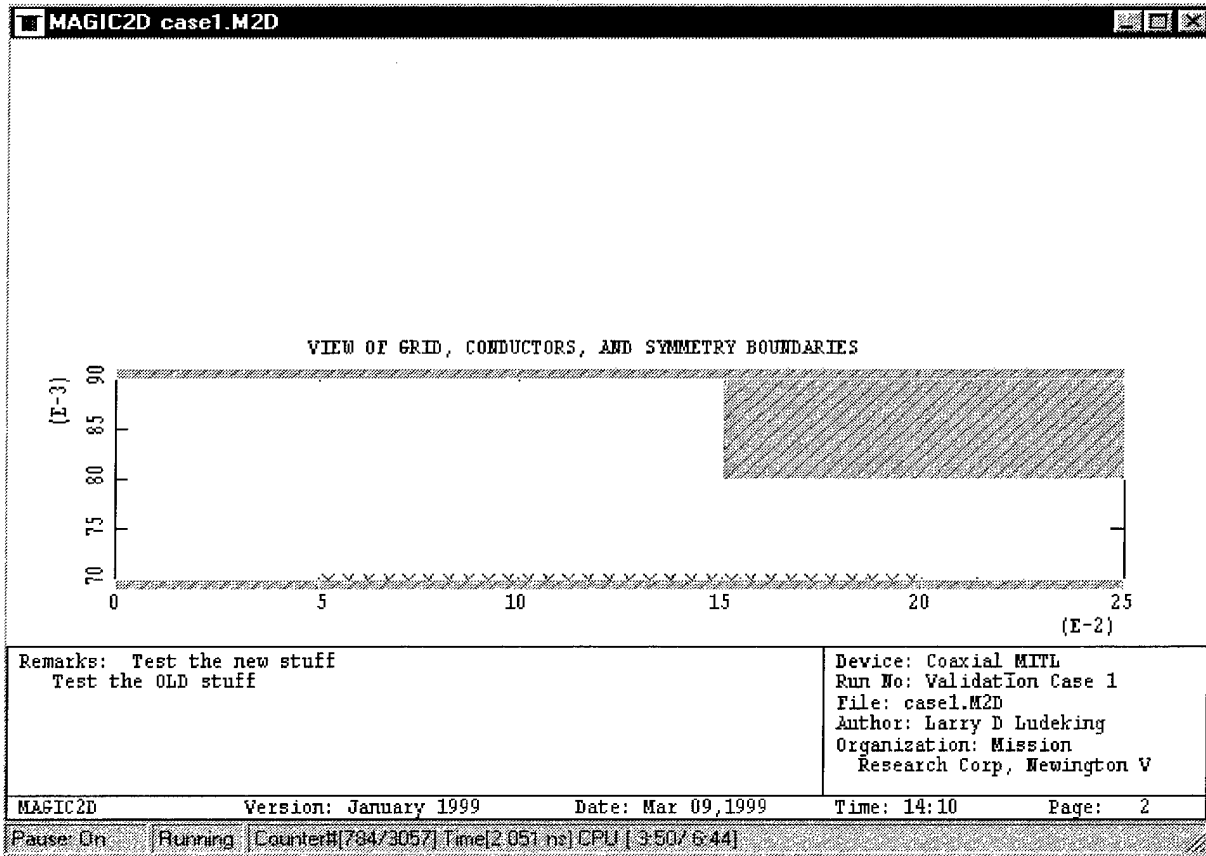 MAGIC2D case1.M2D
VIEW OF GRID, CONDUCTORS, AND SYMMETRY BOUNDARIES
(E-3)
90
85
80
75
70
0 5 10 15 20 25
(E-2)
Remarks: Test the new stuff
Test the OLD stuff
Device: Coaxial MITL
Run No: Validation Case 1
File: case1.M2D
Author: Larry D Ludeking
Organization: Mission
Research Corp, Newington V
MAGIC2D Version: January 1999 Date: Mar 09,1999 Time: 14:10 Page: 2
Pause: On Running Counter#[784/3057] Time[2.051 ns] CPU [ 3:50/ 6:44]